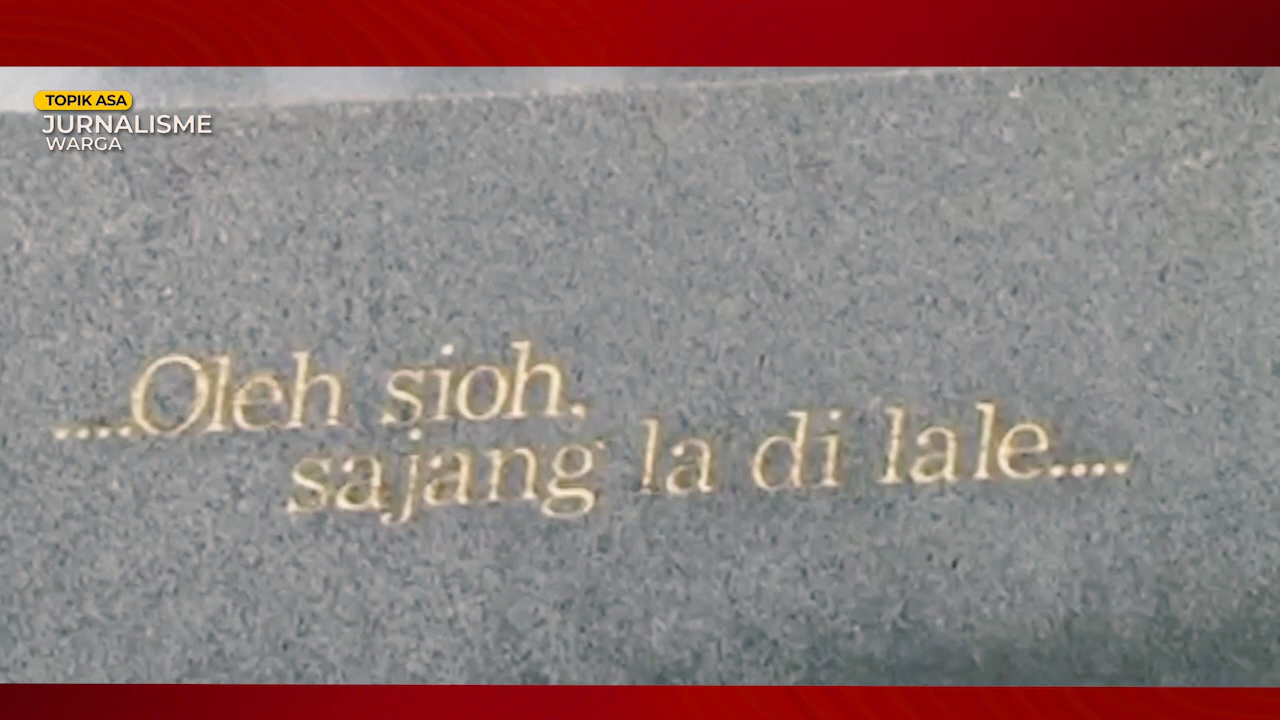 TOPIK ASA
JURNALISME
WARGA
....Oleh sioh,
sajang la di lale....